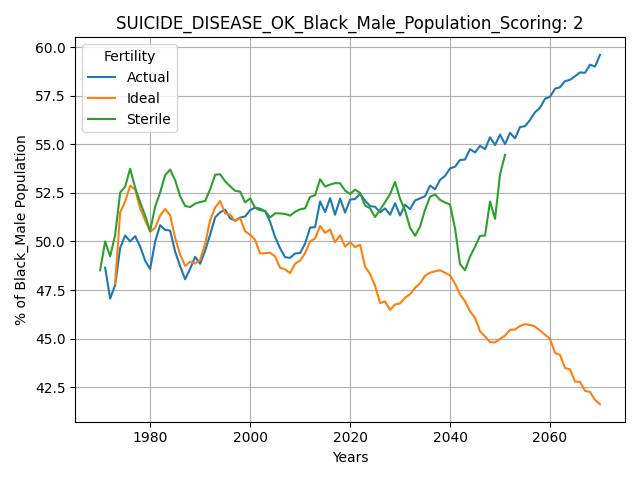 SUICIDE_DISEASE_OK_Black_Male_Population_Scoring: 2
Fertility
Actual
Ideal
Sterile
% of Black_Male Population
60.0
57.5
55.0
52.5
50.0
47.5
45.0
42.5
1980 2000 2020 2040 2060
Years